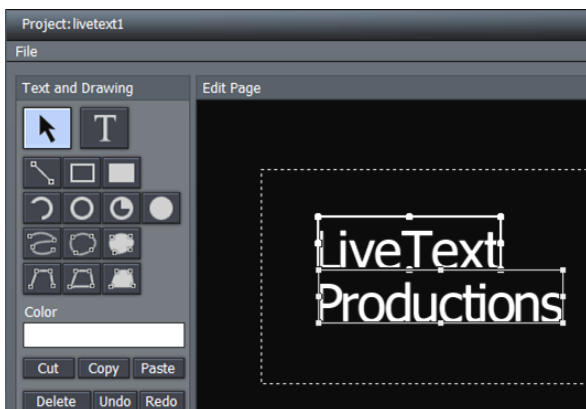 Project:livetext1
File
Text and Drawing
Edit Page
T
LiveText
Productions
Color
Cut Copy Paste
Delete Undo Redo